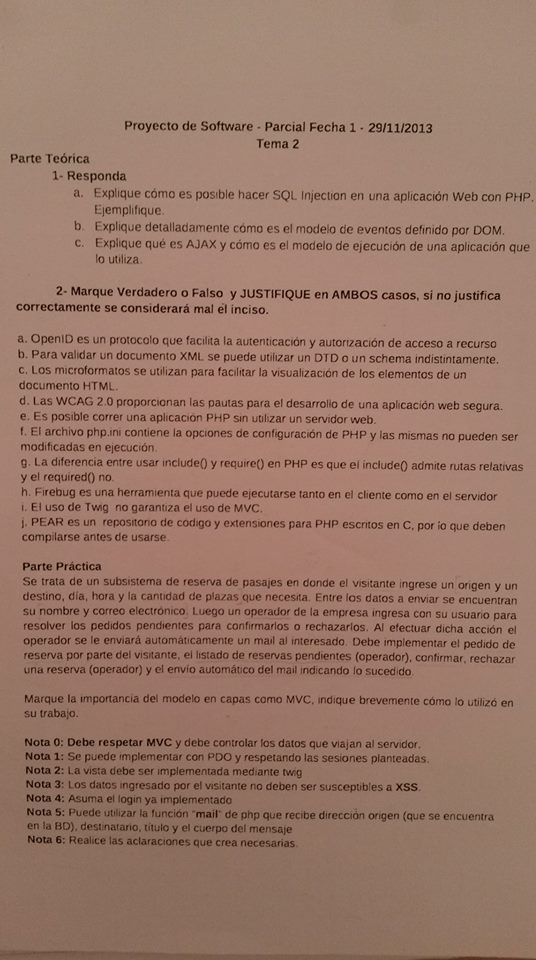 Proyecto de Software - Parcial Fecha 1 - 29/11/2013
Tema 2
Parte Teórica
1- Responda
a. Explique cómo es posible hacer SQL Injection en una aplicación Web con PHP.
Ejemplifique.
b. Explique detalladamente cómo es el modelo de eventos definido por DOM.
c. Explique qué es AJAX y cómo es el modelo de ejecución de una aplicación que
lo utiliza.
2- Marque Verdadero o Falso y JUSTIFIQUE en AMBOS casos, si no justifica
correctamente se considerará mal el inciso.
a. OpenID es un protocolo que facilita la autenticación y autorización de acceso a recurso
b. Para validar un documento XML se puede utilizar un DTD o un schema indistintamente.
c. Los microformatos se utilizan para facilitar la visualización de los elementos de un
documento HTML.
d. Las WCAG 2.0 proporcionan las pautas para el desarrollo de una aplicación web segura.
e. Es posible correr una aplicación PHP sin utilizar un servidor web.
f. El archivo php.ini contiene la opciones de configuración de PHP y las mismas no pueden ser
modificadas en ejecución.
g. La diferencia entre usar include() y require() en PHP es que el include() admite rutas relativas
y el required() no.
h. Firebug es una herramienta que puede ejecutarse tanto en el cliente como en el servidor
i. El uso de Twig no garantiza el uso de MVC.
j. PEAR es un repositorio de código y extensiones para PHP escritos en C, por lo que deben
compilarse antes de usarse.
Parte Práctica
Se trata de un subsistema de reserva de pasajes en donde el visitante ingrese un origen y un
destino, día, hora y la cantidad de plazas que necesita. Entre los datos a enviar se encuentran
su nombre y correo electrónico. Luego un operador de la empresa ingresa con su usuario para
resolver los pedidos pendientes para confirmarlos o rechazarlos. Al efectuar dicha acción el
operador se le enviará automáticamente un mail al interesado. Debe implementar el pedido de
reserva por parte del visitante, el listado de reservas pendientes (operador), confirmar, rechazar
una reserva (operador) y el envío automático del mail indicando lo sucedido.
Marque la importancia del modelo en capas como MVC, indique brevemente cómo lo utilizó en
su trabajo.
Nota 0: Debe respetar MVC y debe controlar los datos que viajan al servidor.
Nota 1: Se puede implementar con PDO y respetando las sesiones planteadas.
Nota 2: La vista debe ser implementada mediante twig
Nota 3: Los datos ingresado por el visitante no deben ser susceptibles a XSS.
Nota 4: Asuma el login ya implementado
Nota 5: Puede utilizar la función "mail" de php que recibe dirección origen (que se encuentra
en la BD), destinatario, título y el cuerpo del mensaje
Nota 6: Realice las aclaraciones que crea necesarias.